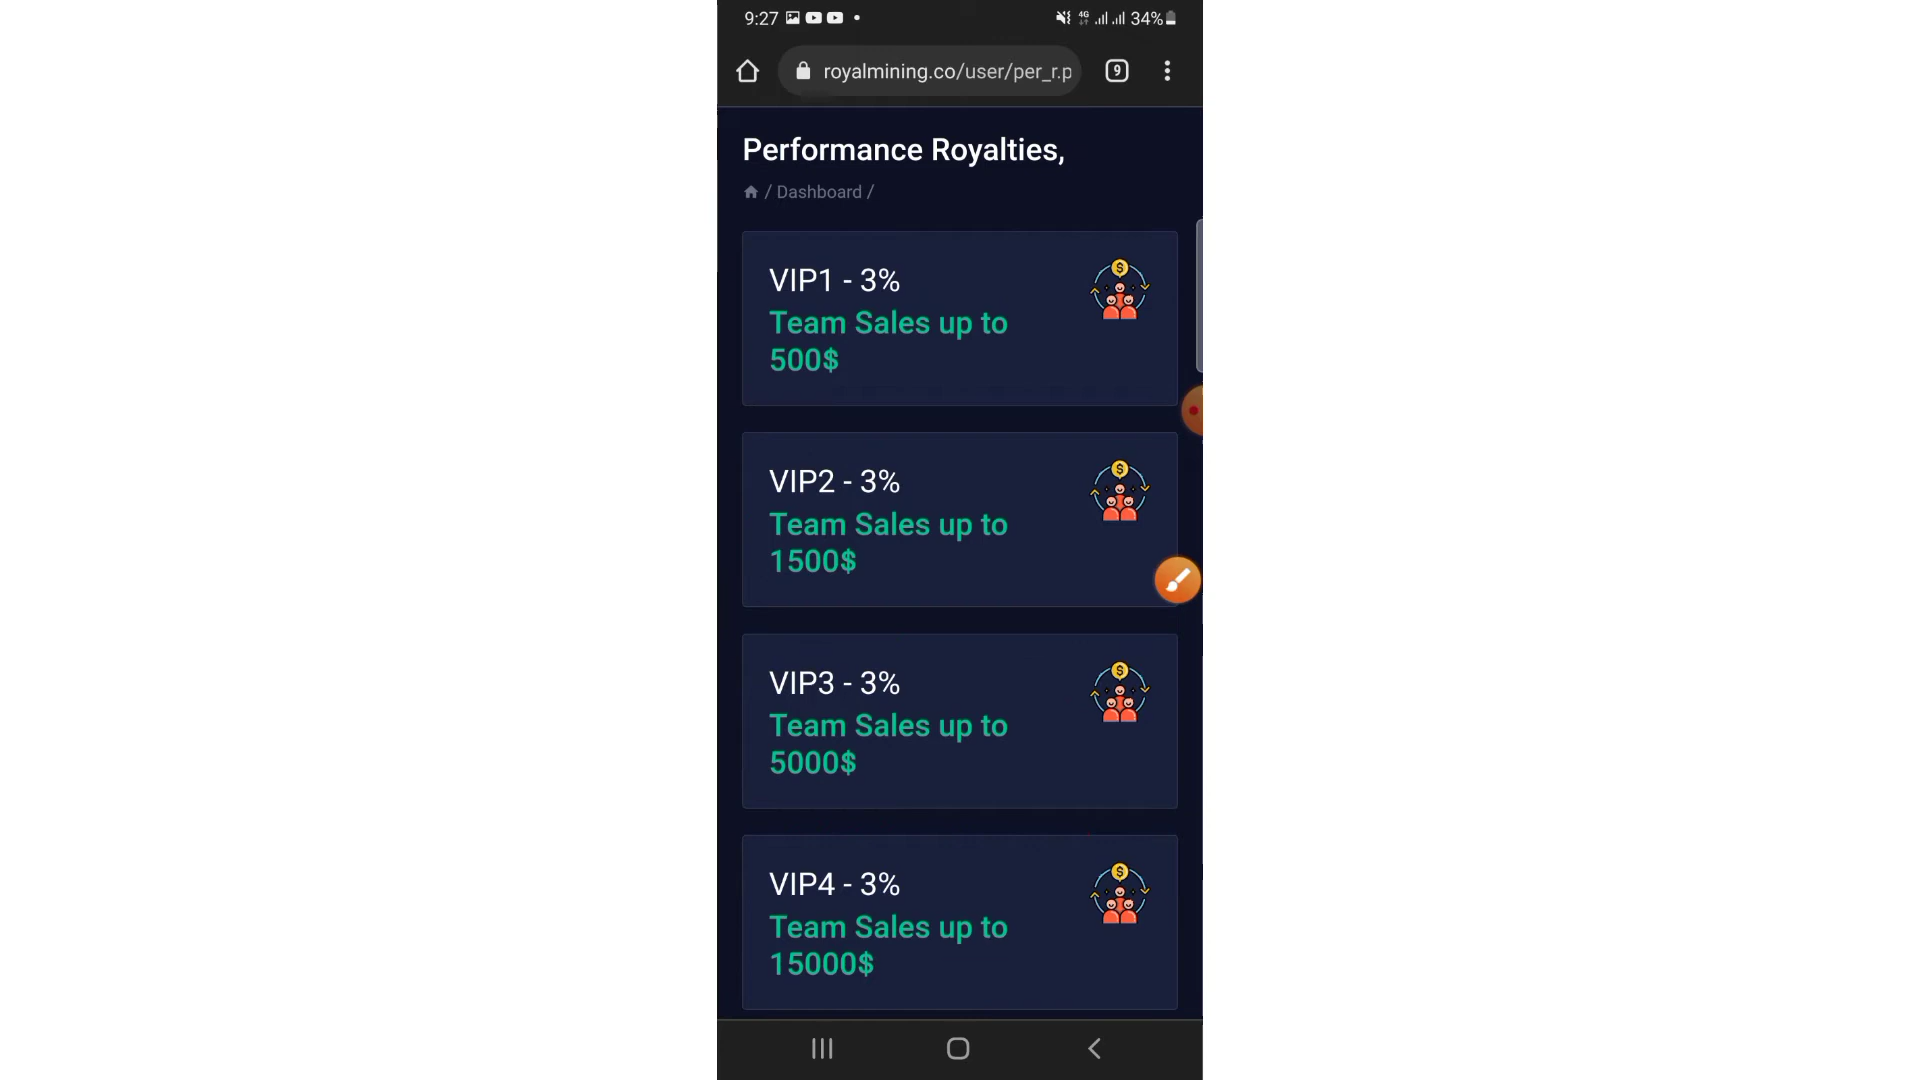 9:27
4G
34%
royalmining.co/user/per_r.p
9
Performance Royalties,
/ Dashboard /
VIP1 - 3%
Team Sales up to
500$
VIP2 - 3%
Team Sales up to
1500$
VIP3 - 3%
Team Sales up to
5000$
VIP4 - 3%
Team Sales up to
15000$